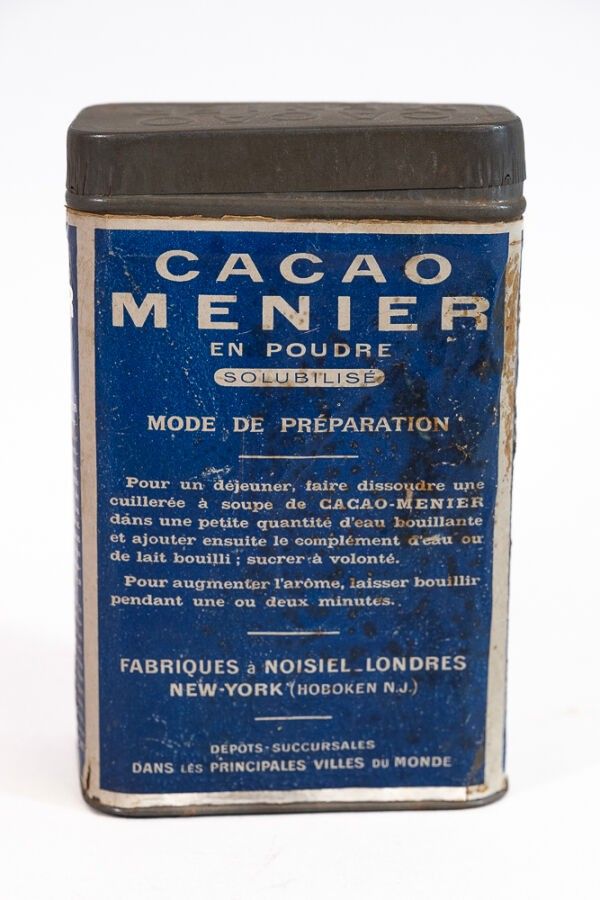 CACAO
MENIER
EN POUDRE
SOLUBILISÉ
MODE DE PRÉPARATION
Pour un déjeuner, faire dissoudre une
cuillerée à soupe de CACAO-MENIER
dans une petite quantité d'eau bouillante
et ajouter ensuite le complément d'eau ou
de lait bouilli ; sucrer à volonté.
Pour augmenter l'arôme, laisser bouillir
pendant une ou deux minutes.
FABRIQUES à NOISIEL_LONDRES
NEW-YORK (HOBOKEN N.J.)
DÉPÔTS-SUCCURSALES
DANS LES PRINCIPALES VILLES DU MONDE